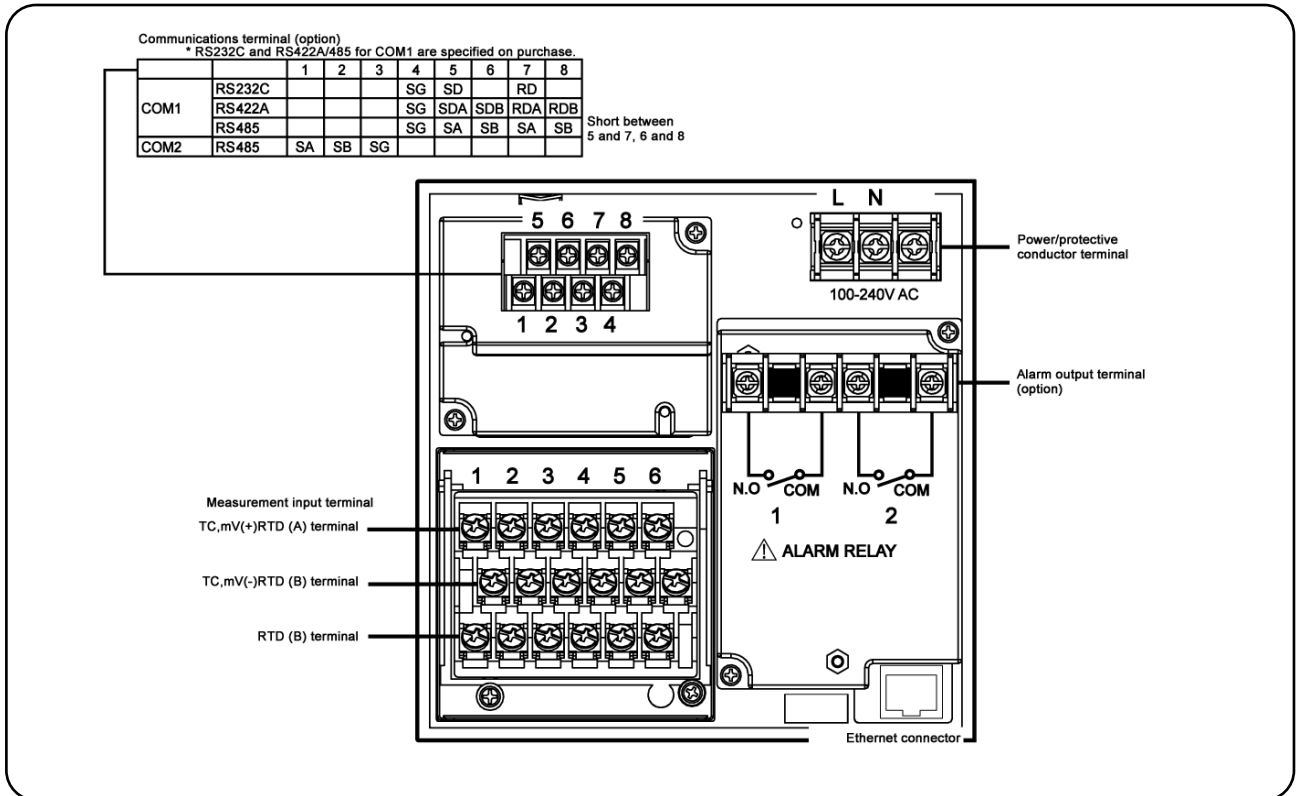 Communications terminal (option)
* RS232C and RS422A/485 for COM1 are specified on purchase.
1 2 3 4 5 6 7 8
COM1 RS232C SG SD RD
RS422A SG SDA SDB RDA RDB
RS485 SG SA SB SA SB
Short between
5 and 7, 6 and 8
COM2 RS485 SA SB SG
L N
5 6 7 8
Power/protective
conductor terminal
100-240V AC
1 2 3 4
Alarm output terminal
(option)
1 2 3 4 5 6
N.O COM N.O COM
1 2
Measurement input terminal
TC,mV(+)RTD (A) terminal
⚠ ALARM RELAY
TC,mV(-)RTD (B) terminal
RTD (B) terminal
Ethernet connector